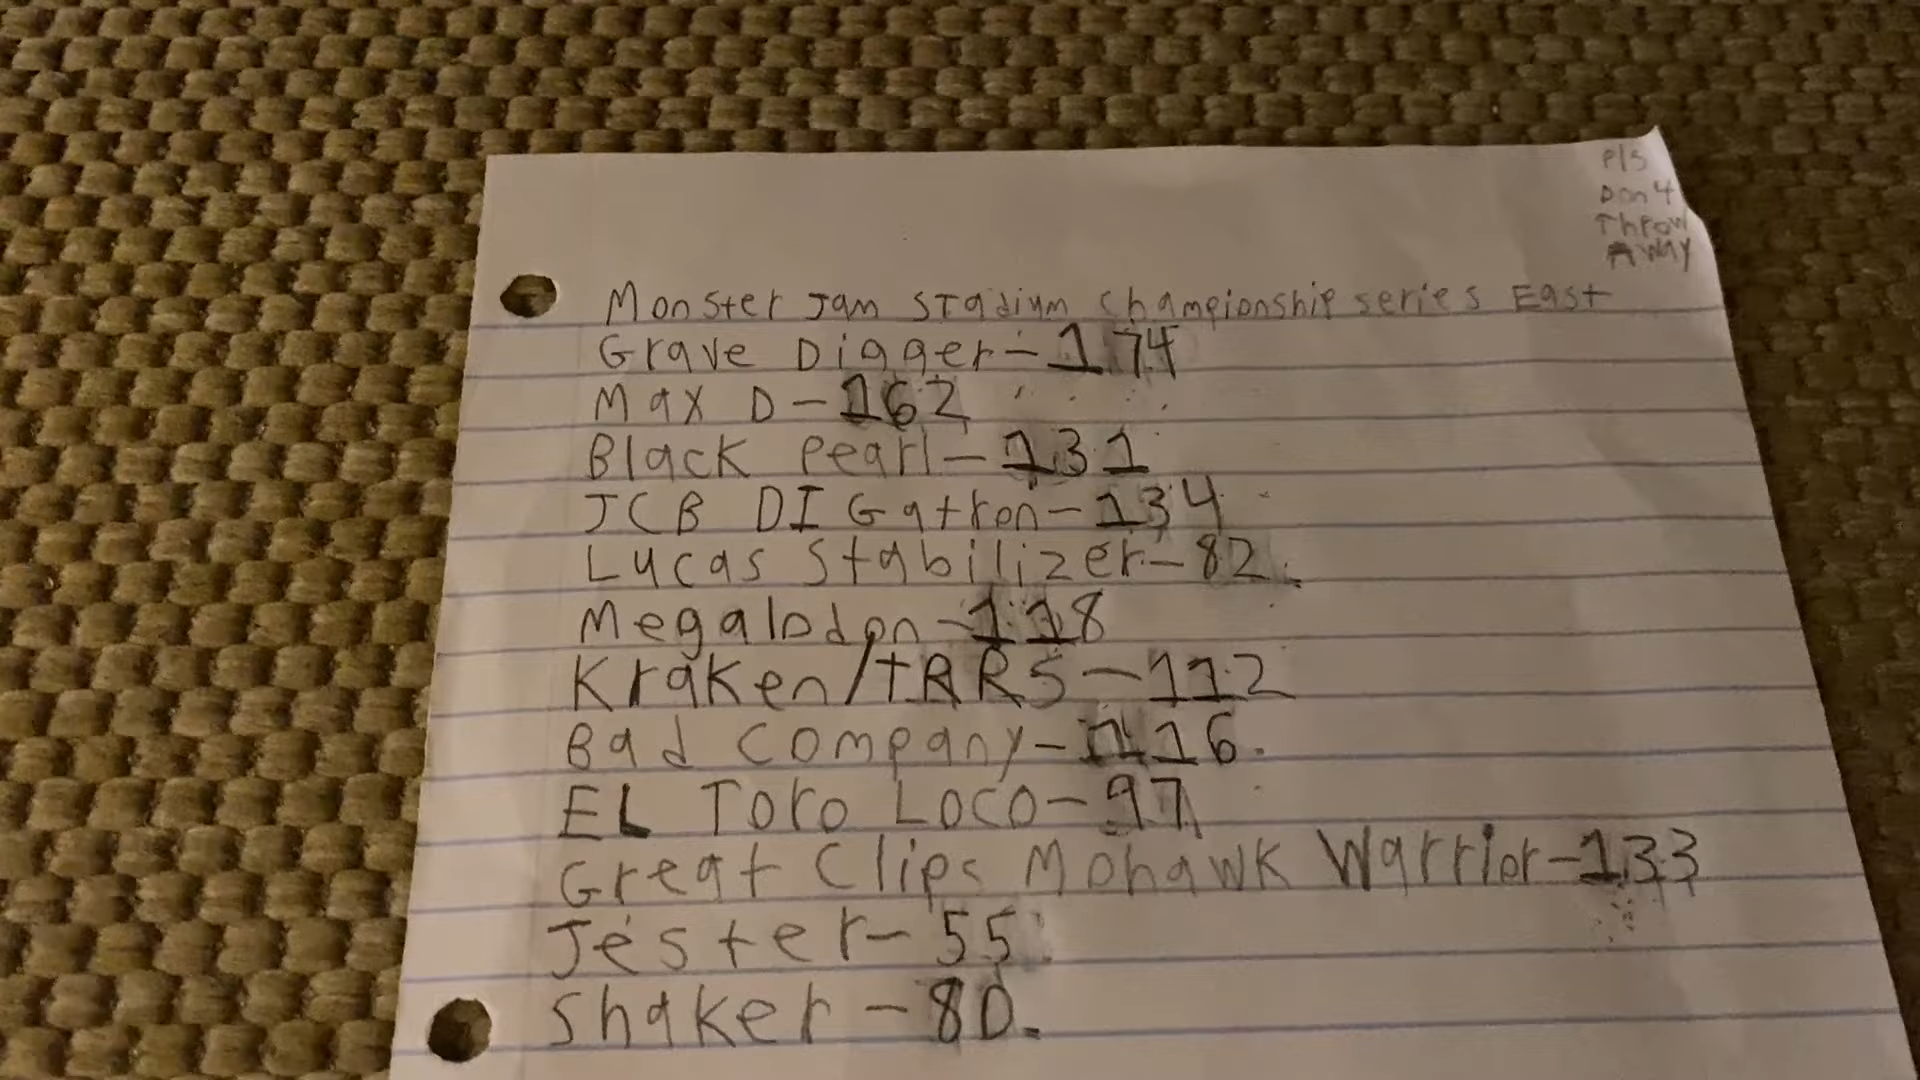 Pls
Don4
Throw
Away
Monster Jam Stadium Championship series East
Grave Digger-174
Max D-162
Black Pearl-131
JCB DIGatron-134
Lucas Stabilizer-82
Megalodon-118
Kraken/TRRS-112
Bad Company-116
EL Toro Loco-97
Great Clips Mohawk Warrior-133
Jester-55
Shaker-80